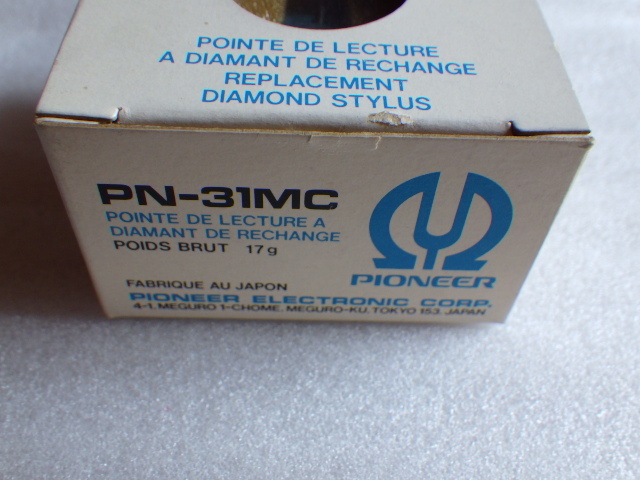 POINTE DE LECTURE
A DIAMANT DE RECHANGE
REPLACEMENT
DIAMOND STYLUS
PN-31MC
POINTE DE LECTURE A
DIAMANT DE RECHANGE
POIDS BRUT 17g
PIONEER
FABRIQUE AU JAPON
PIONEER ELECTRONIC CORP.
4-1. MEGURO 1-CHOME. MEGURO-KU. TOKYO 153. JAPAN